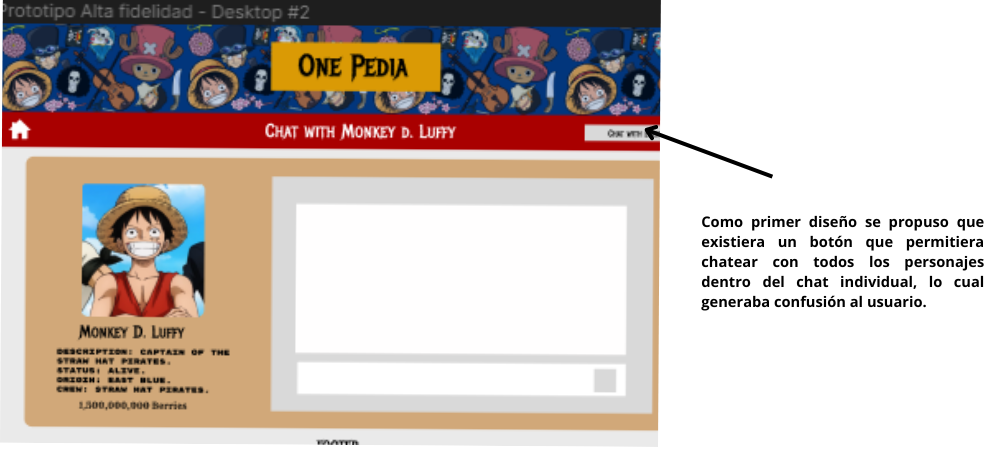 Prototipo Alta fidelidad - Desktop #2
ONE PEDIA
CHAT WITH MONKEY D. LUFFY
CHAT WITH
MONKEY D. LUFFY
DESCRIPTION: CAPTAIN OF THE
STRAW HAT PIRATES.
STATUS: ALIVE.
ORIGIN: EAST BLUE.
CREW: STRAW HAT PIRATES.
1,500,000,000 Berries
FOOTER
Como primer diseño se propuso que
existiera un botón que permitiera
chatear con todos los personajes
dentro del chat individual, lo cual
generaba confusión al usuario.